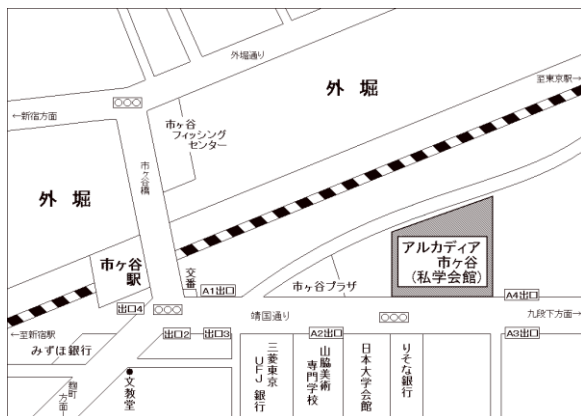 外堀通り
外 堀
至東京駅→
←新宿方面
市ヶ谷
フィッシング
センター
市ヶ谷橋
外 堀
市ヶ谷
駅
交番
A1出口
市ヶ谷プラザ
アルカディア
市ヶ谷
(私学会館)
A4出口
出口4
靖国通り
九段下方面→
←至新宿駅
みずほ銀行
出口2
出口3
A2出口
A3出口
麹町
方面
文教堂
三菱東京
UFJ銀行
山脇美術
専門学校
日本大学会館
りそな銀行